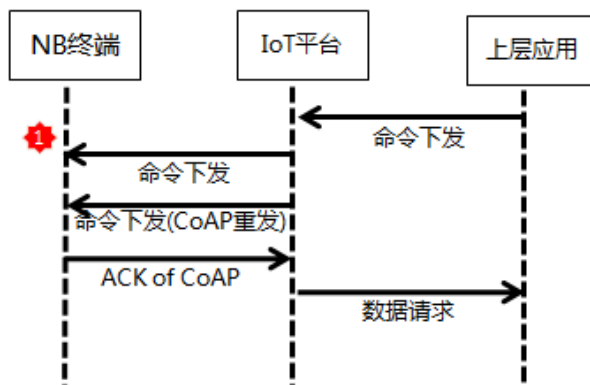 NB终端
IoT平台
上层应用
命令下发
1
命令下发
命令下发(CoAP重发)
ACK of CoAP
数据请求